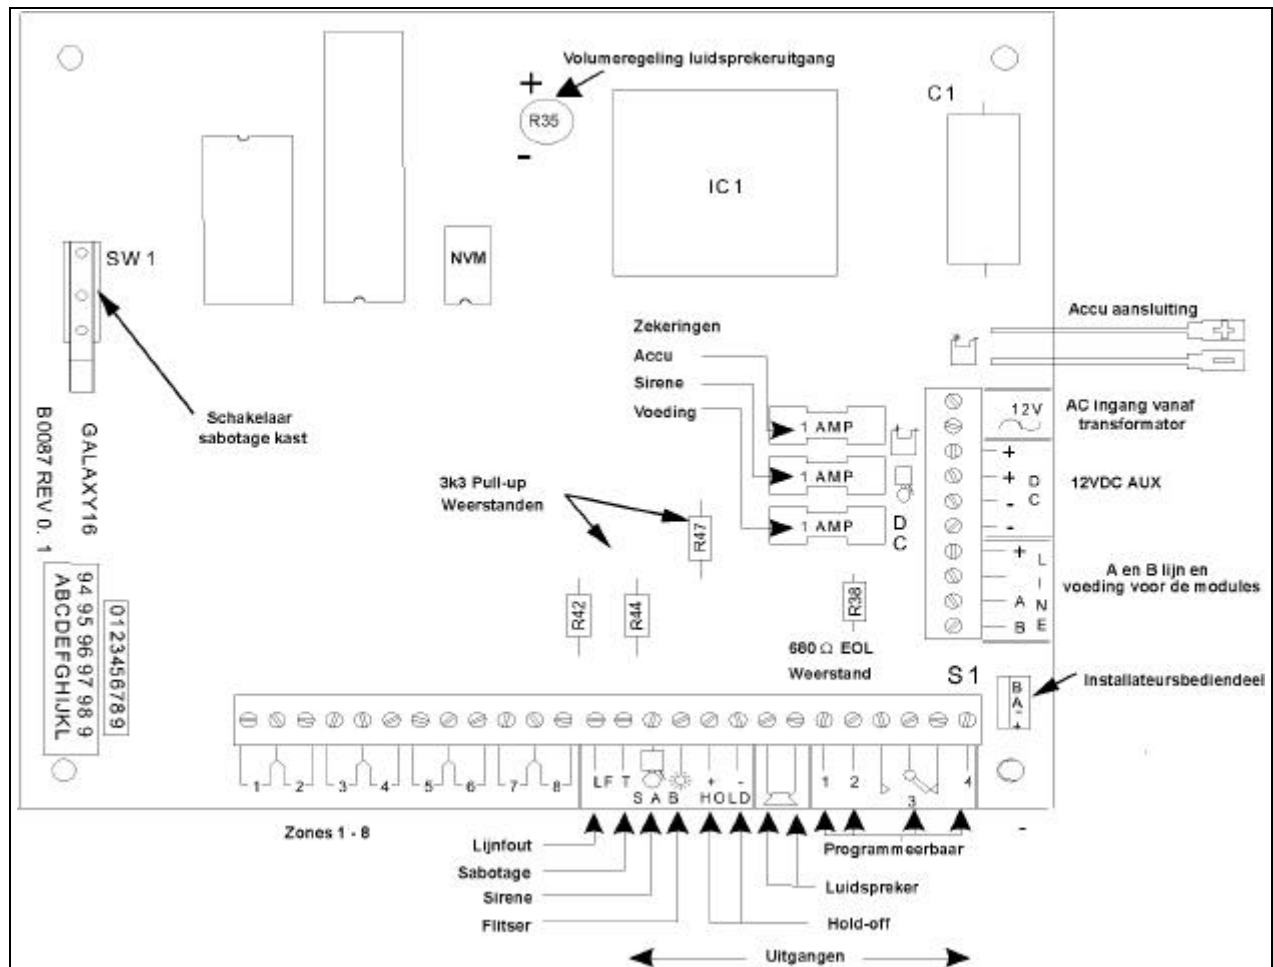 Volumeregeling luidsprekeruitgang
+
R35
-
C1
IC1
SW1
NVM
Schakelaar
sabotage kast
GALAXY16
B0087 REV 0. 1
0123456789
94 95 96 97 98 9
ABCDEFGHIJKL
Zekeringen
Accu
Sirene
Voeding
1 AMP
1 AMP
1 AMP
DC
3k3 Pull-up
Weerstanden
R47
R42
R44
R38
680 Ω EOL
Weerstand
Accu aansluiting
+
-
12V
AC ingang vanaf
transformator
+
+
-
-
DC
12VDC AUX
+
A
B
LINE
A en B lijn en
voeding voor de modules
S1
B
A
-
+
Installateursbediendeel
1 2 3 4 5 6 7 8
LF T
SAB
+ -
HOLD
1 2 3 4
-
Zones 1 - 8
Lijnfout
Sabotage
Sirene
Flitser
Programmeerbaar
Luidspreker
Hold-off
Uitgangen